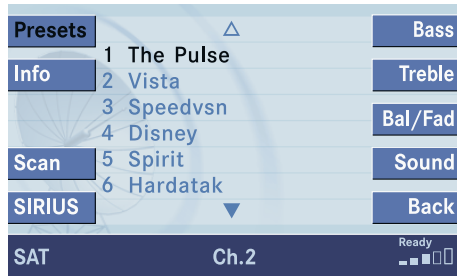 Presets
Bass
1 The Pulse
Info
Treble
2 Vista
3 Speedvsn
Bal/Fad
4 Disney
Scan
5 Spirit
Sound
6 Hardatak
SIRIUS
Back
SAT
Ch.2
Ready